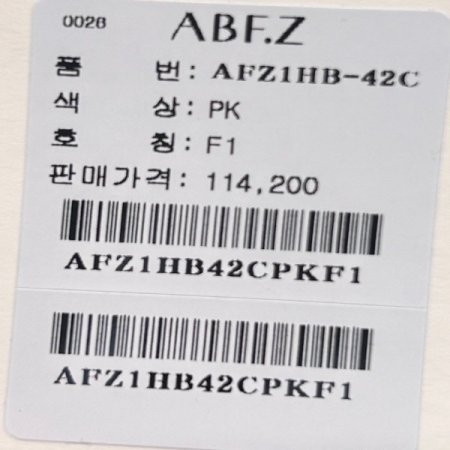 0026
ABF.Z
품 번: AFZ1HB-42C
색 상: PK
호 칭: F1
판매가격: 114,200
AFZ1HB42CPKF1
AFZ1HB42CPKF1